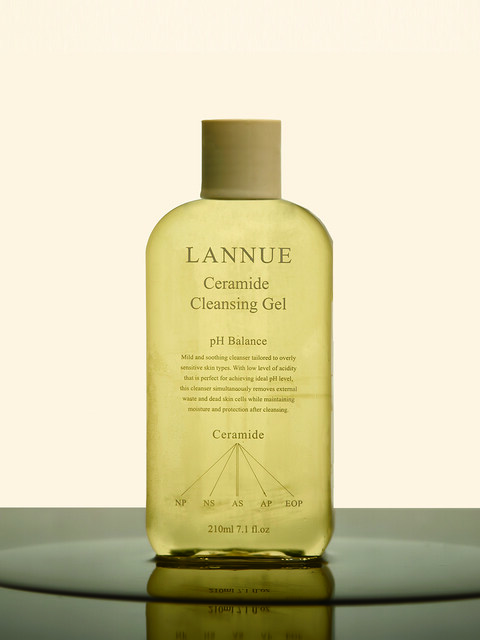 LANNUE
Ceramide
Cleansing Gel
pH Balance
Mild and soothing cleanser tailored to overly
sensitive skin types. With low level of acidity
that is perfect for achieving ideal pH level,
this cleanser simultanuously removes external
waste and dead skin cells while maintaining
moisture and protection after cleansing.
Ceramide
NP NS AS AP EOP
210ml 7.1 fl.oz